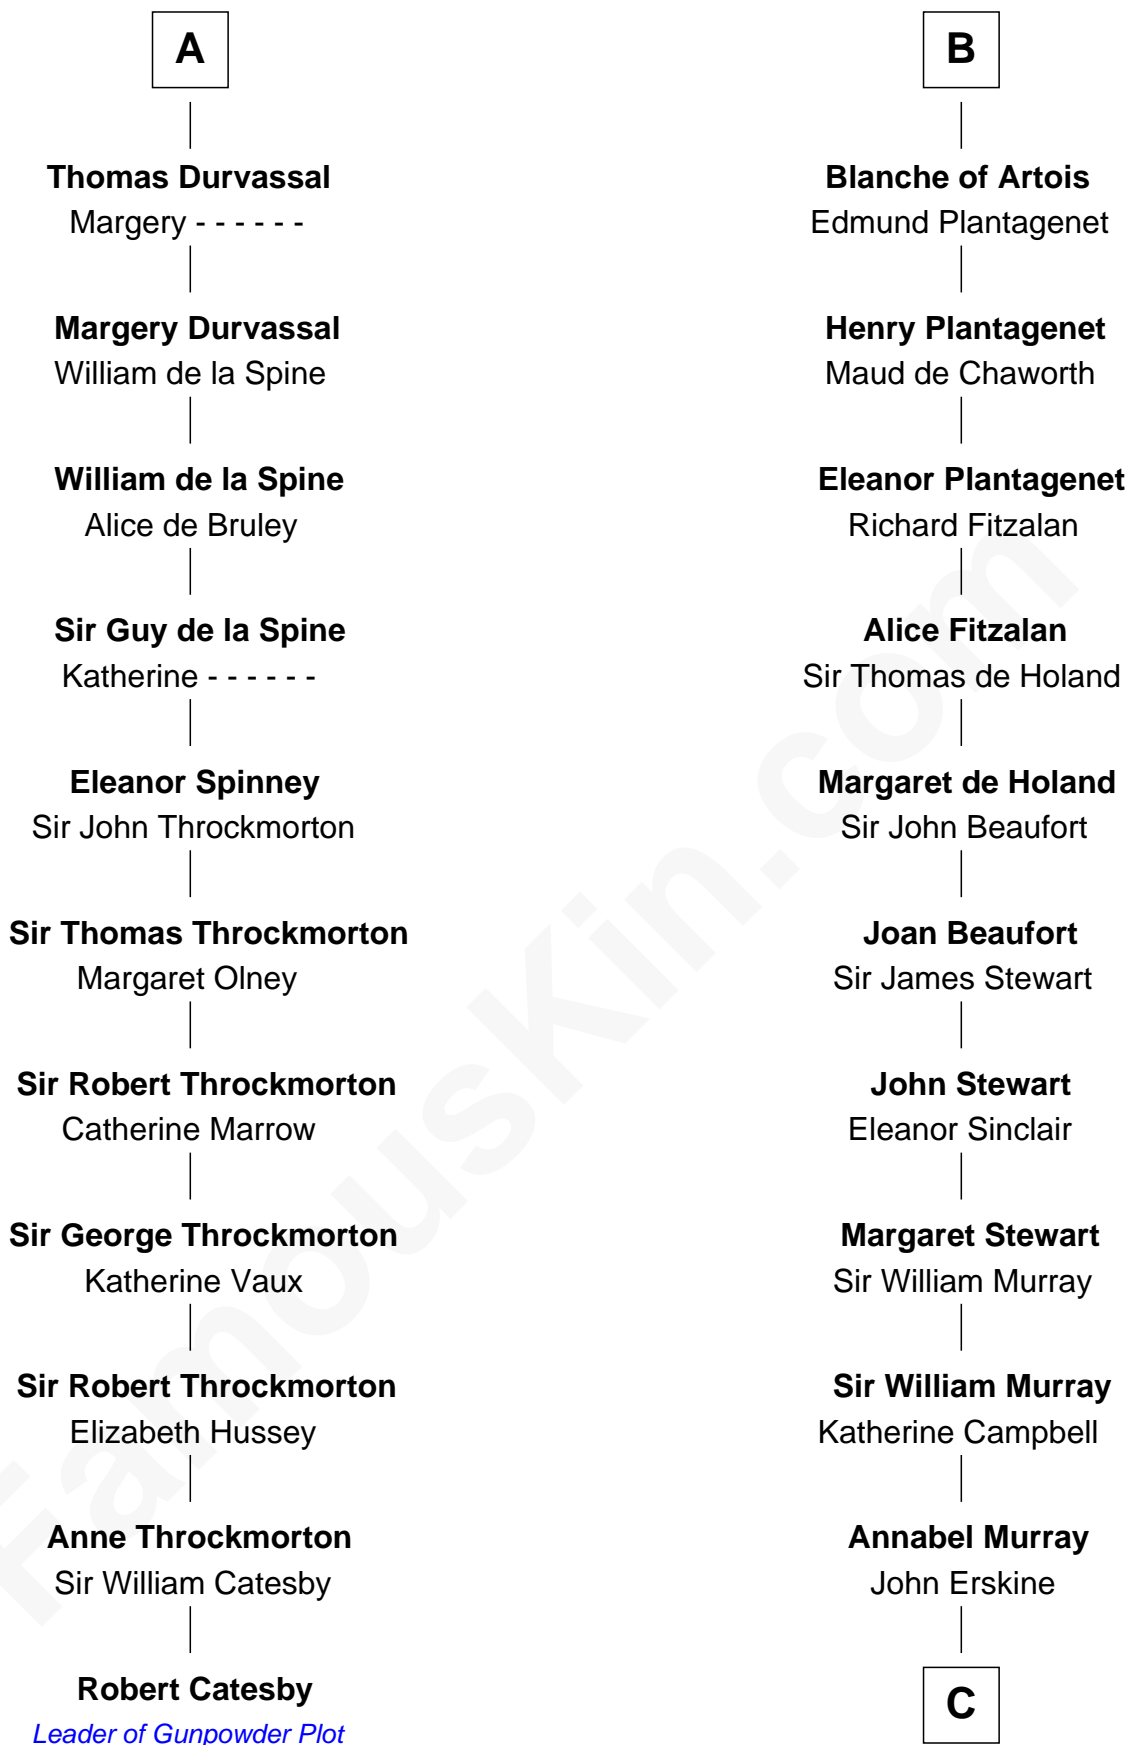 A
Thomas Durvassal
Margery - - - - - -
Margery Durvassal
William de la Spine
William de la Spine
Alice de Bruley
Sir Guy de la Spine
Katherine - - - - - -
Eleanor Spinney
Sir John Throckmorton
Sir Thomas Throckmorton
Margaret Olney
Sir Robert Throckmorton
Catherine Marrow
Sir George Throckmorton
Katherine Vaux
Sir Robert Throckmorton
Elizabeth Hussey
Anne Throckmorton
Sir William Catesby
Robert Catesby
Leader of Gunpowder Plot
B
Blanche of Artois
Edmund Plantagenet
Henry Plantagenet
Maud de Chaworth
Eleanor Plantagenet
Richard Fitzalan
Alice Fitzalan
Sir Thomas de Holand
Margaret de Holand
Sir John Beaufort
Joan Beaufort
Sir James Stewart
John Stewart
Eleanor Sinclair
Margaret Stewart
Sir William Murray
Sir William Murray
Katherine Campbell
Annabel Murray
John Erskine
C
FamousKin.com